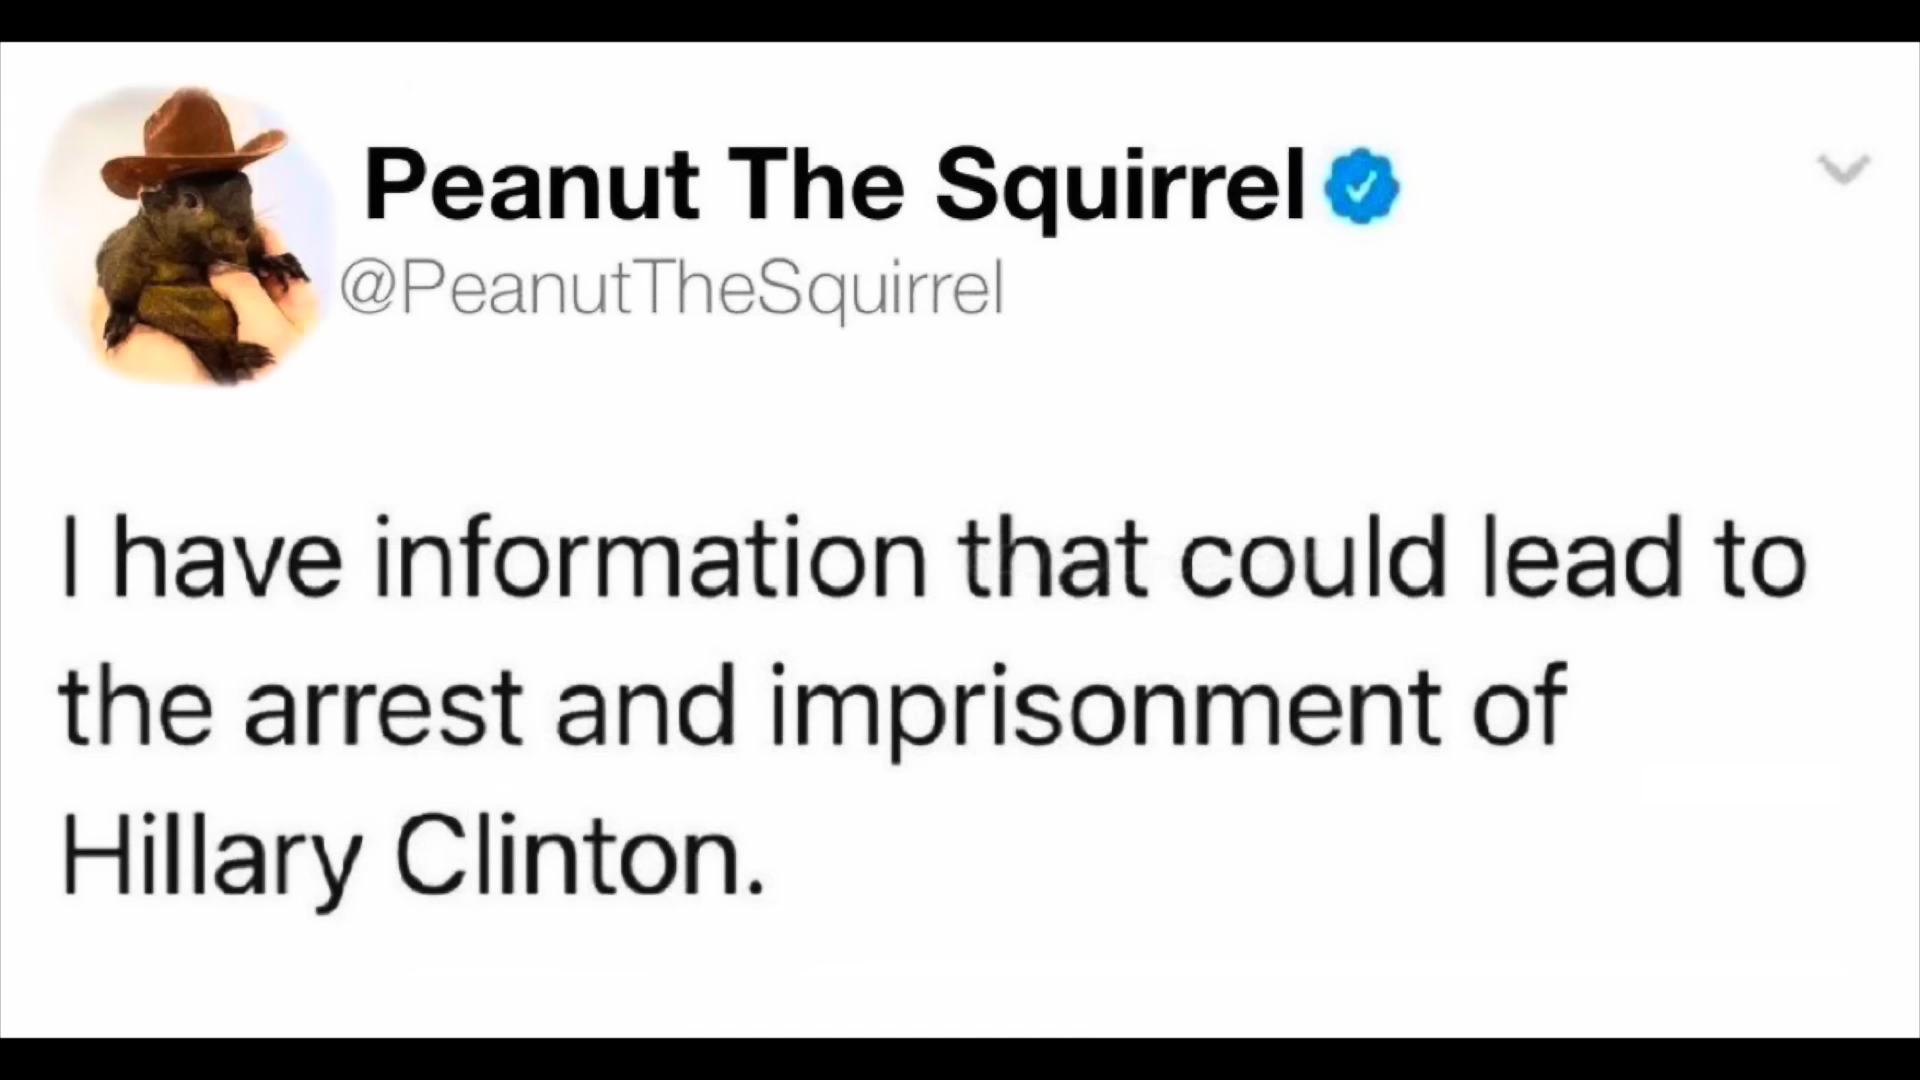 Peanut The Squirrel
@PeanutTheSquirrel
I have information that could lead to
the arrest and imprisonment of
Hillary Clinton.